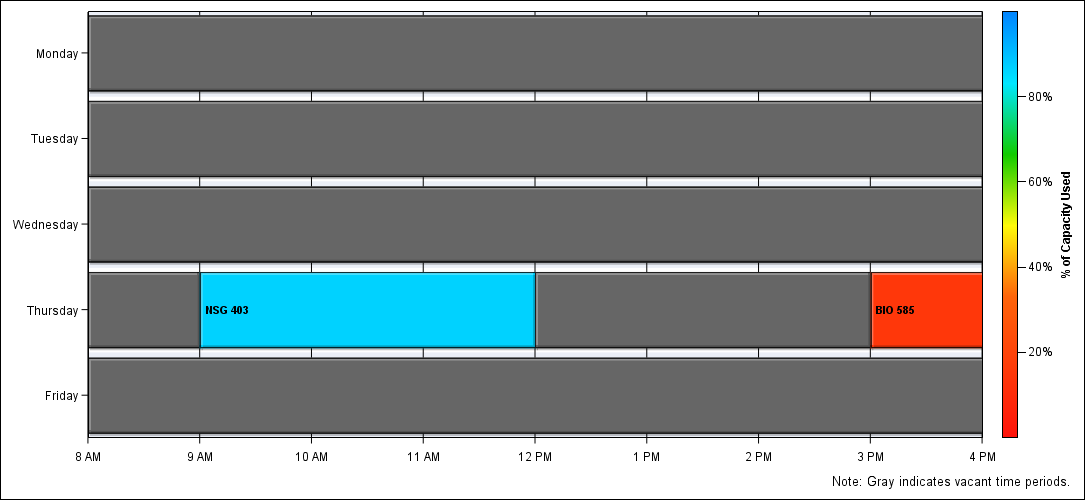 Monday
Tuesday
Wednesday
Thursday
Friday
NSG 403
BIO 585
8 AM
9 AM
10 AM
11 AM
12 PM
1 PM
2 PM
3 PM
4 PM
80%
60%
40%
20%
% of Capacity Used
Note: Gray indicates vacant time periods.